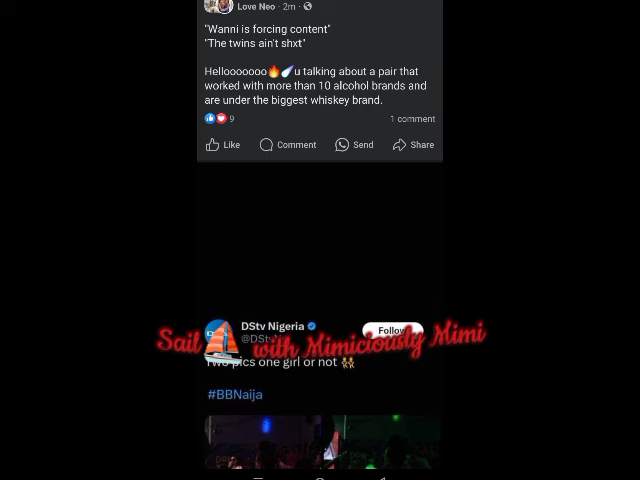 Love Neo · 2m ·
"Wanni is forcing content"
"The twins ain't shxt"
Hellooooooo🔥☄️u talking about a pair that
worked with more than 10 alcohol brands and
are under the biggest whiskey brand.
9
1 comment
Like
Comment
Send
Share
DStv Nigeria
Follow
Sail with Mimiciously Mimi
Two pics one girl or not 👯
#BBNaija